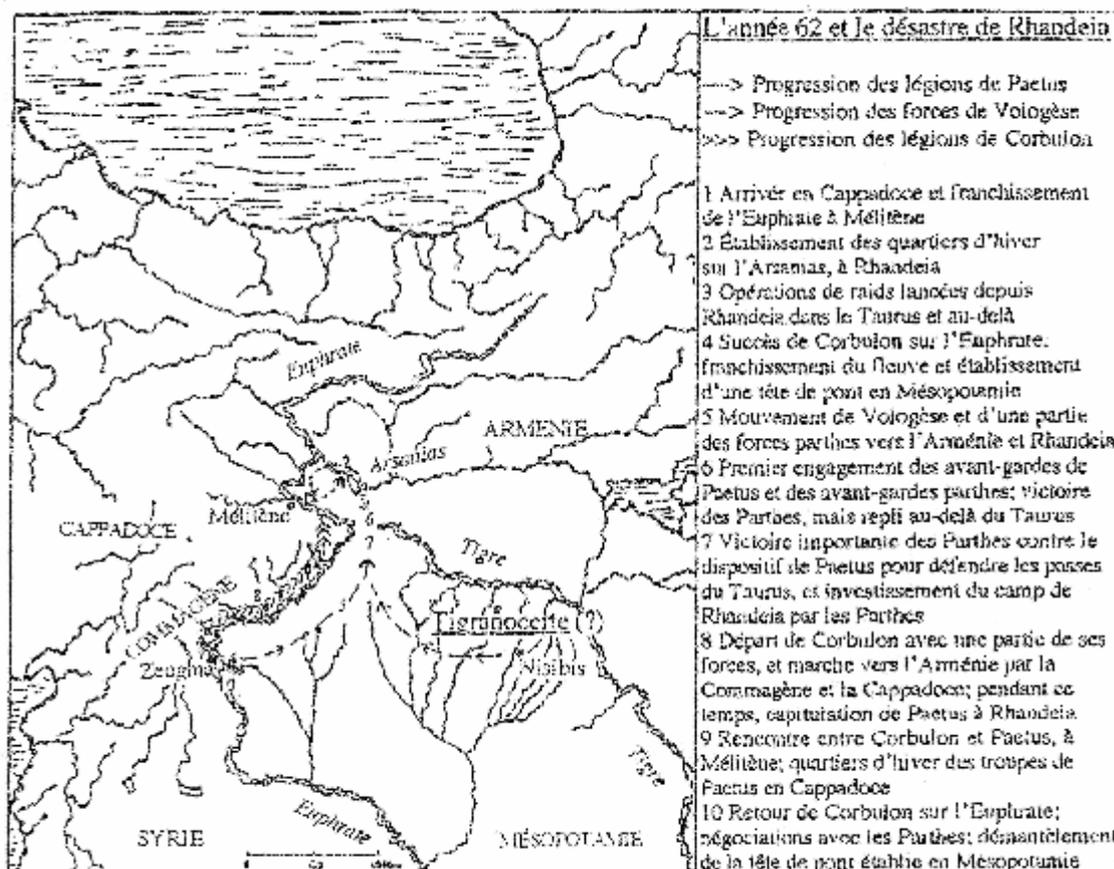 L'année 62 et le désastre de Rhandeia
---> Progression des légions de Paetus
---> Progression des forces de Vologèse
>>> Progression des légions de Corbulon
1 Arrivér en Cappadoce et franchissement
de l'Euphrate à Mélitène
2 Établissement des quartiers d'hiver
sur l'Arsamas, à Rhandeia
3 Opérations de raids lancées depuis
Rhandeia dans le Taurus et au-delà
4 Succès de Corbulon sur l'Euphrate:
franchissement du fleuve et établissement
d'une tête de pont en Mésopotamie
5 Mouvement de Vologèse et d'une partie
des forces parthes vers l'Arménie et Rhandeia
6 Premier engagement des avant-gardes de
Paetus et des avant-gardes parthes; victoire
des Parthes, mais repli au-delà du Taurus
7 Victoire importante des Parthes contre le
dispositif de Paetus pour défendre les passes
du Taurus, et investissement du camp de
Rhandeia par les Parthes
8 Départ de Corbulon avec une partie de ses
forces, et marche vers l'Arménie par la
Commagène et la Cappadoce; pendant ce
temps, capitulation de Paetus à Rhandeia
9 Rencontre entre Corbulon et Paetus, à
Mélitène; quartiers d'hiver des troupes de
Paetus en Cappadoce
10 Retour de Corbulon sur l'Euphrate;
négociations avec les Parthes; démantèlement
de la tête de pont établie en Mésopotamie
Euphrate
ARMENIE
Arsanias
Mélitène
CAPPADOCE
Tigre
COMMAGENE
Tigranocerte (?)
Zeugma
Nisibis
Tigre
Euphrate
SYRIE
MÉSOPOTAMIE